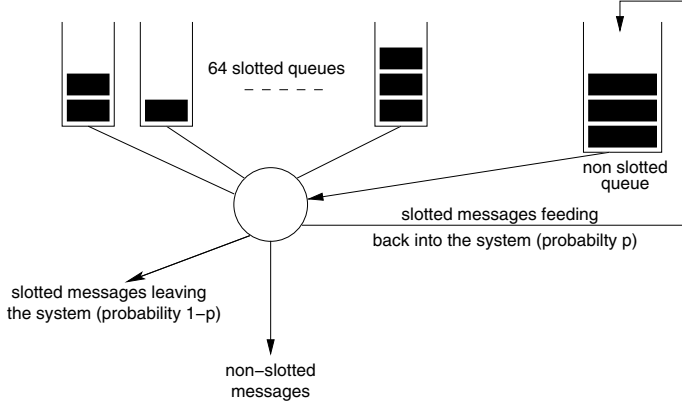 64 slotted queues
non slotted
queue
slotted messages feeding
back into the system (probabilty p)
slotted messages leaving
the system (probability 1−p)
non−slotted
messages